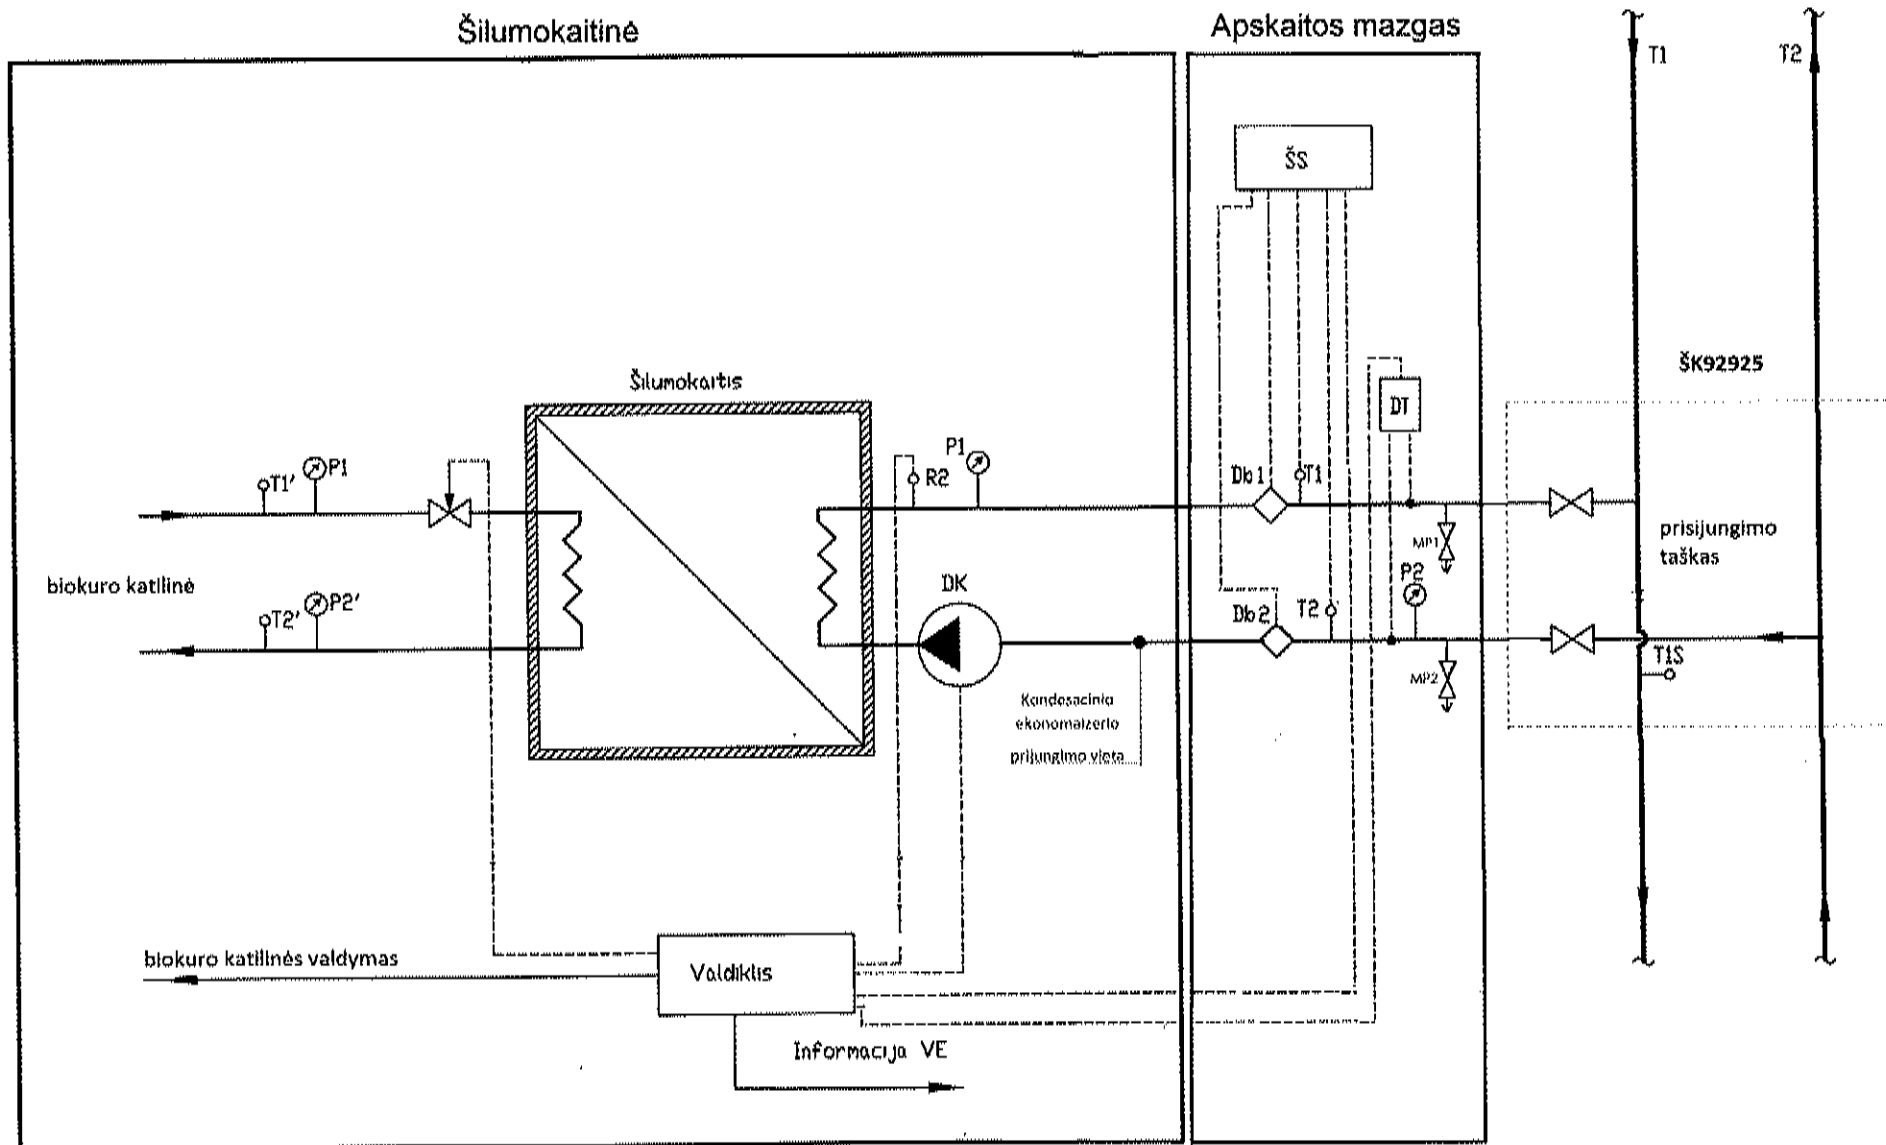 Šilumokaitinė
Apskaitos mazgas
T1
T2
ŠS
ŠK92925
Šilumokaitis
DT
T1'
P1
R2
P1
Db1
T1
MP1
prisijungimo
taškas
biokuro katilinė
T2'
P2'
DK
Db2
T2
P2
MP2
T1S
Kondesacinio
ekonomaizerio
prijungimo vieta
biokuro katilinės valdymas
Valdiklis
Informacija VE